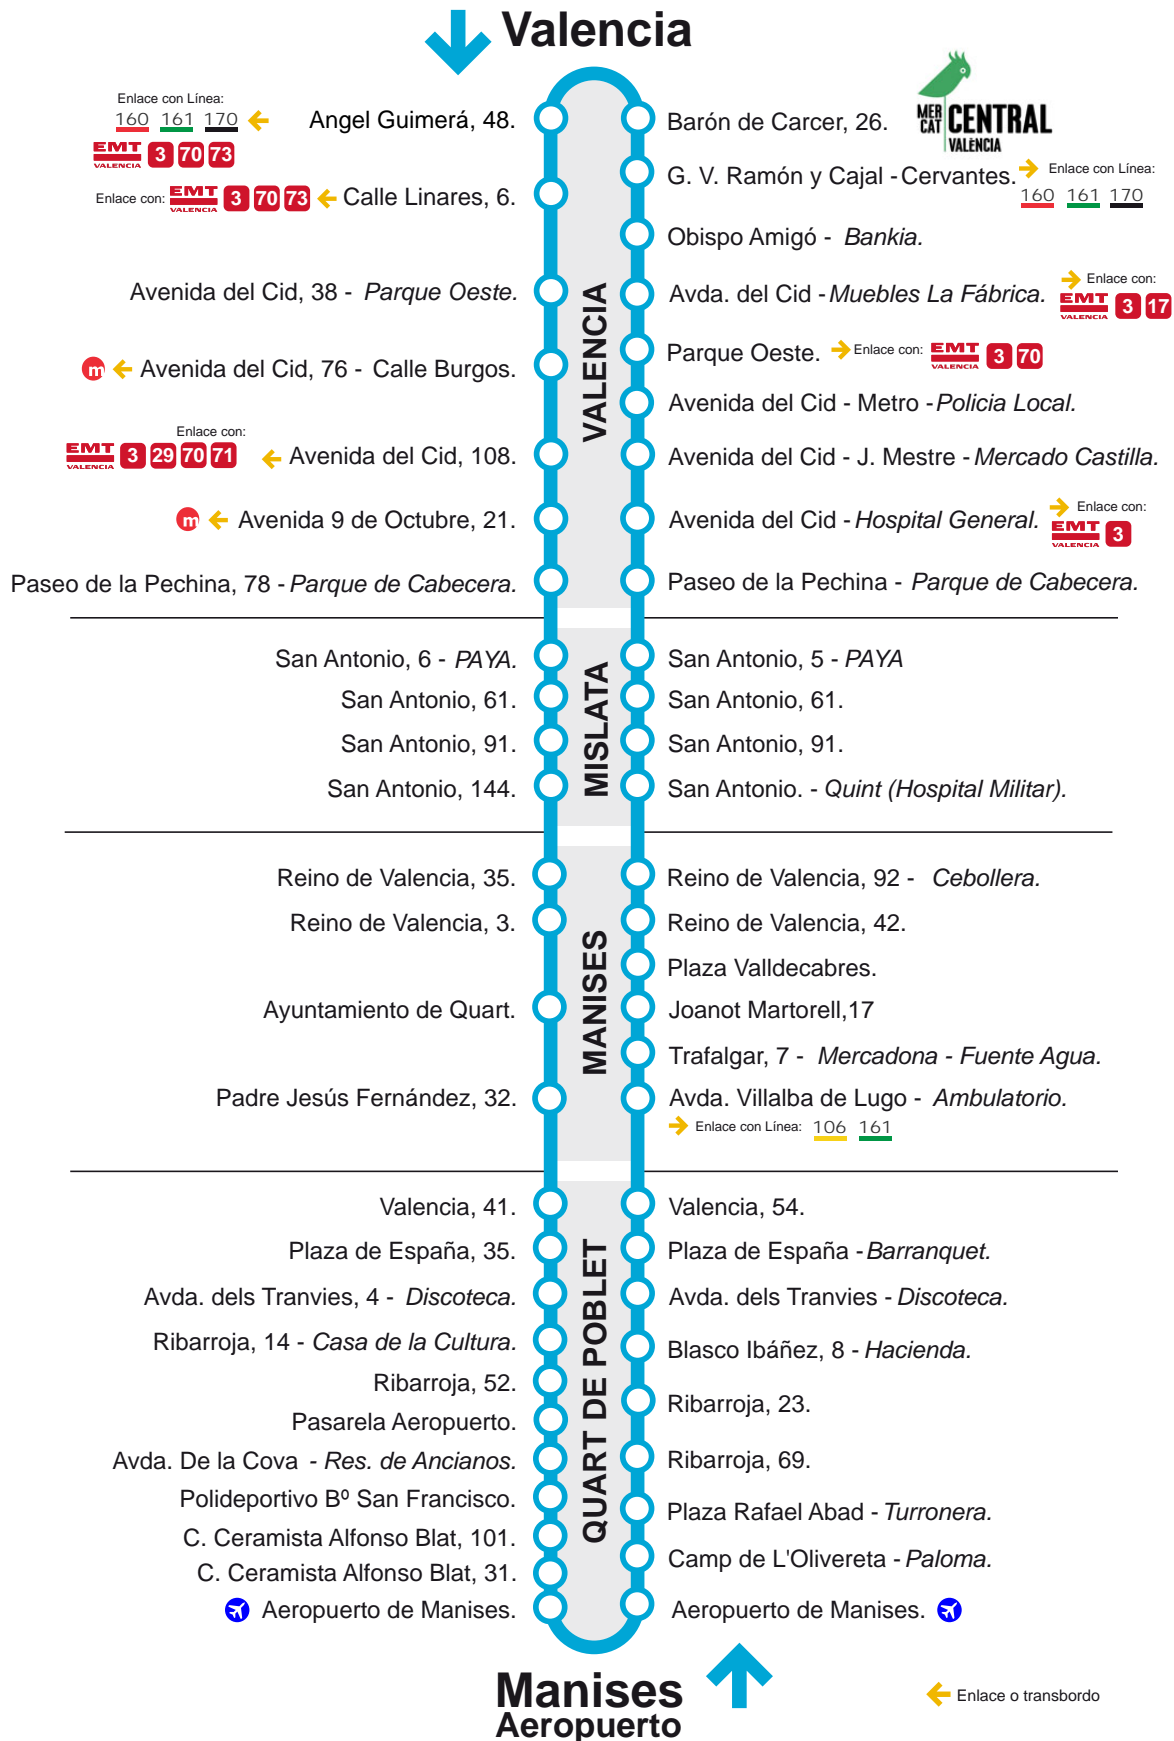 Valencia
MER
CAT CENTRAL
VALÈNCIA
Enlace con Línea:
160 161 170
EMT VALENCIA 3 70 73
Angel Guimerá, 48.
Enlace con: EMT VALENCIA 3 70 73 Calle Linares, 6.
Avenida del Cid, 38 - Parque Oeste.
m Avenida del Cid, 76 - Calle Burgos.
Enlace con:
EMT VALENCIA 3 29 70 71 Avenida del Cid, 108.
m Avenida 9 de Octubre, 21.
Paseo de la Pechina, 78 - Parque de Cabecera.
VALENCIA
Barón de Carcer, 26.
G. V. Ramón y Cajal - Cervantes. Enlace con Línea:
160 161 170
Obispo Amigó - Bankia.
Avda. del Cid - Muebles La Fábrica. Enlace con:
EMT VALENCIA 3 17
Parque Oeste. Enlace con: EMT VALENCIA 3 70
Avenida del Cid - Metro - Policia Local.
Avenida del Cid - J. Mestre - Mercado Castilla.
Avenida del Cid - Hospital General. Enlace con:
EMT VALENCIA 3
Paseo de la Pechina - Parque de Cabecera.
San Antonio, 6 - PAYA.
San Antonio, 61.
San Antonio, 91.
San Antonio, 144.
MISLATA
San Antonio, 5 - PAYA
San Antonio, 61.
San Antonio, 91.
San Antonio. - Quint (Hospital Militar).
Reino de Valencia, 35.
Reino de Valencia, 3.
Ayuntamiento de Quart.
Padre Jesús Fernández, 32.
MANISES
Reino de Valencia, 92 - Cebollera.
Reino de Valencia, 42.
Plaza Valldecabres.
Joanot Martorell,17
Trafalgar, 7 - Mercadona - Fuente Agua.
Avda. Villalba de Lugo - Ambulatorio.
Enlace con Línea: 106 161
Valencia, 41.
Plaza de España, 35.
Avda. dels Tranvies, 4 - Discoteca.
Ribarroja, 14 - Casa de la Cultura.
Ribarroja, 52.
Pasarela Aeropuerto.
Avda. De la Cova - Res. de Ancianos.
Polideportivo Bº San Francisco.
C. Ceramista Alfonso Blat, 101.
C. Ceramista Alfonso Blat, 31.
Aeropuerto de Manises.
QUART DE POBLET
Valencia, 54.
Plaza de España - Barranquet.
Avda. dels Tranvies - Discoteca.
Blasco Ibáñez, 8 - Hacienda.
Ribarroja, 23.
Ribarroja, 69.
Plaza Rafael Abad - Turronera.
Camp de L'Olivereta - Paloma.
Aeropuerto de Manises.
Manises
Aeropuerto
Enlace o transbordo